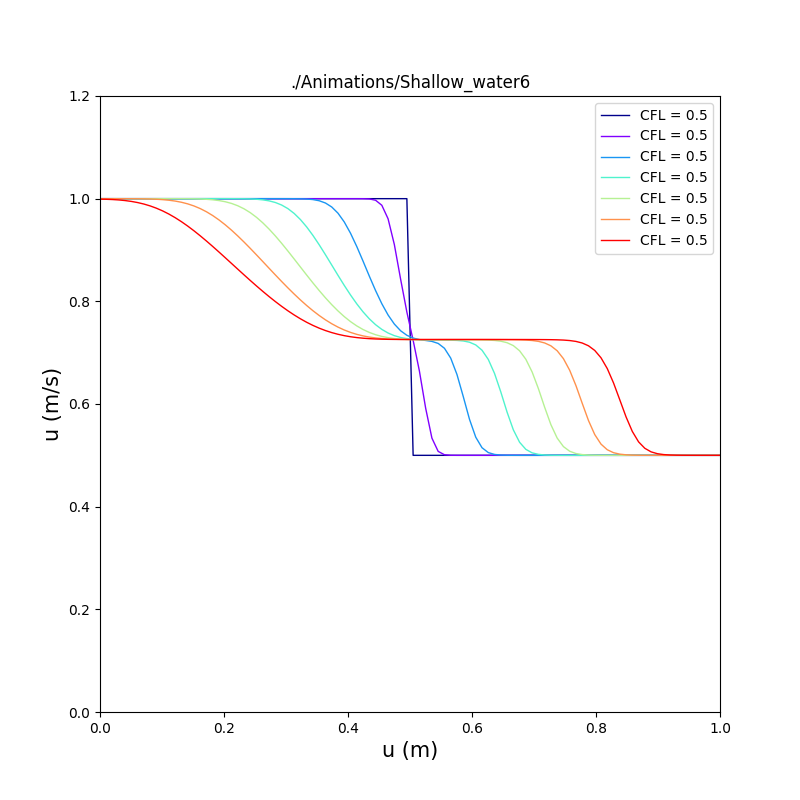 ./Animations/Shallow_water6
CFL = 0.5
CFL = 0.5
CFL = 0.5
CFL = 0.5
CFL = 0.5
CFL = 0.5
CFL = 0.5
1.2
1.0
0.8
0.6
0.4
0.2
0.0
u (m/s)
0.0 0.2 0.4 0.6 0.8 1.0
u (m)